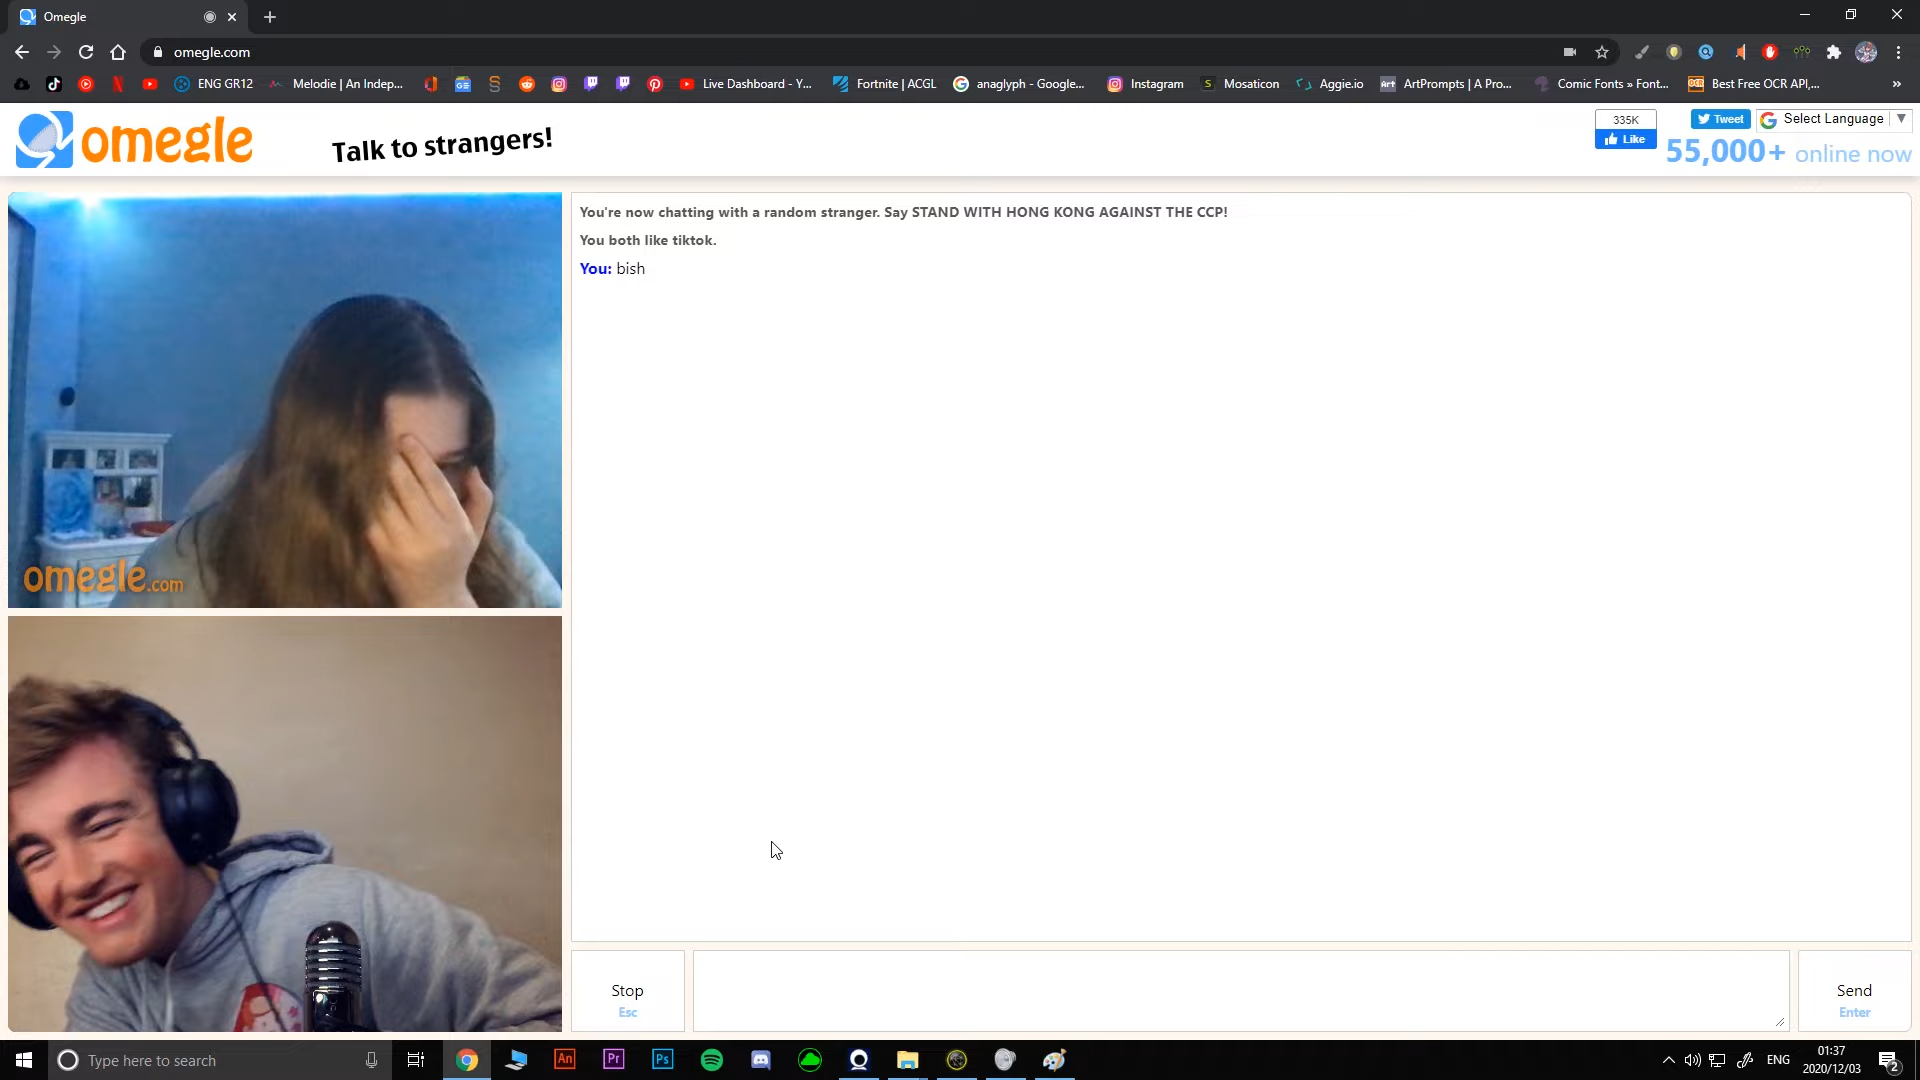 Omegle
omegle.com
ENG GR12
Melodie | An Indep...
Live Dashboard - Y...
Fortnite | ACGL
anaglyph - Google...
Instagram
Mosaticon
Aggie.io
ArtPrompts | A Pro...
Comic Fonts » Font...
Best Free OCR API,...
omegle
Talk to strangers!
335K
Like
Tweet
Select Language
55,000+ online now
You're now chatting with a random stranger. Say STAND WITH HONG KONG AGAINST THE CCP!
You both like tiktok.
You: bish
omegle.com
Stop
Esc
Send
Enter
Type here to search
An
Pr
Ps
ENG
01:37
2020/12/03
2